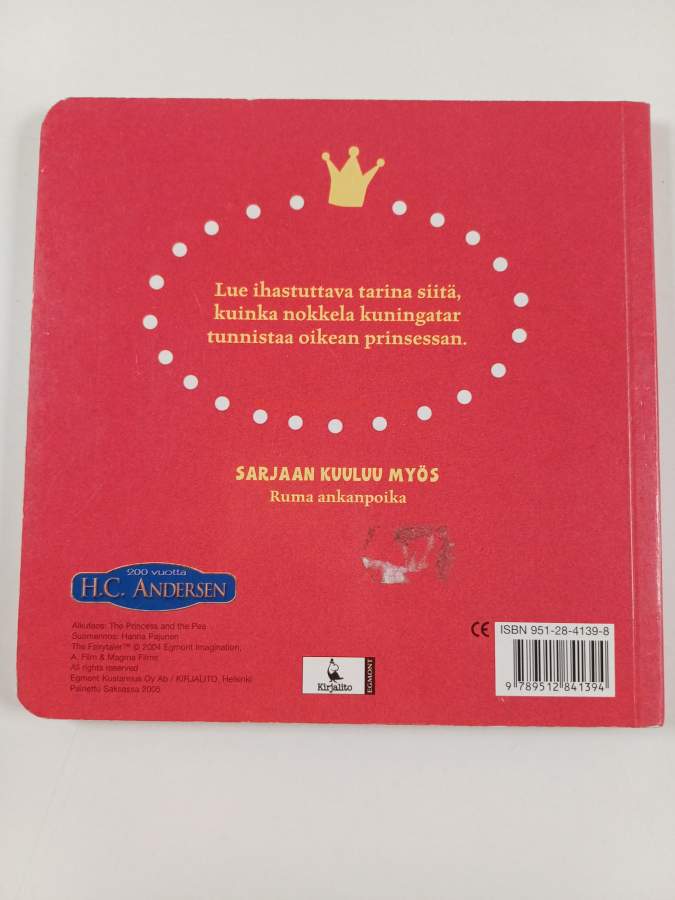 Lue ihastuttava tarina siitä,
kuinka nokkela kuningatar
tunnistaa oikean prinsessan.
SARJAAN KUULUU MYÖS
Ruma ankanpoika
200 vuotta
H.C. ANDERSEN
Alkuteos: The Princess and the Pea
Suomennos: Hanna Pajunen
The Fairytaler™ © 2004 Egmont Imagination,
A. Film & Magma Films
All rights reserved
Egmont Kustannus Oy Ab / KIRJALITO, Helsinki
Painettu Saksassa 2005
Kirjalito
EGMONT
CE ISBN 951-28-4139-8
9 789512 841394